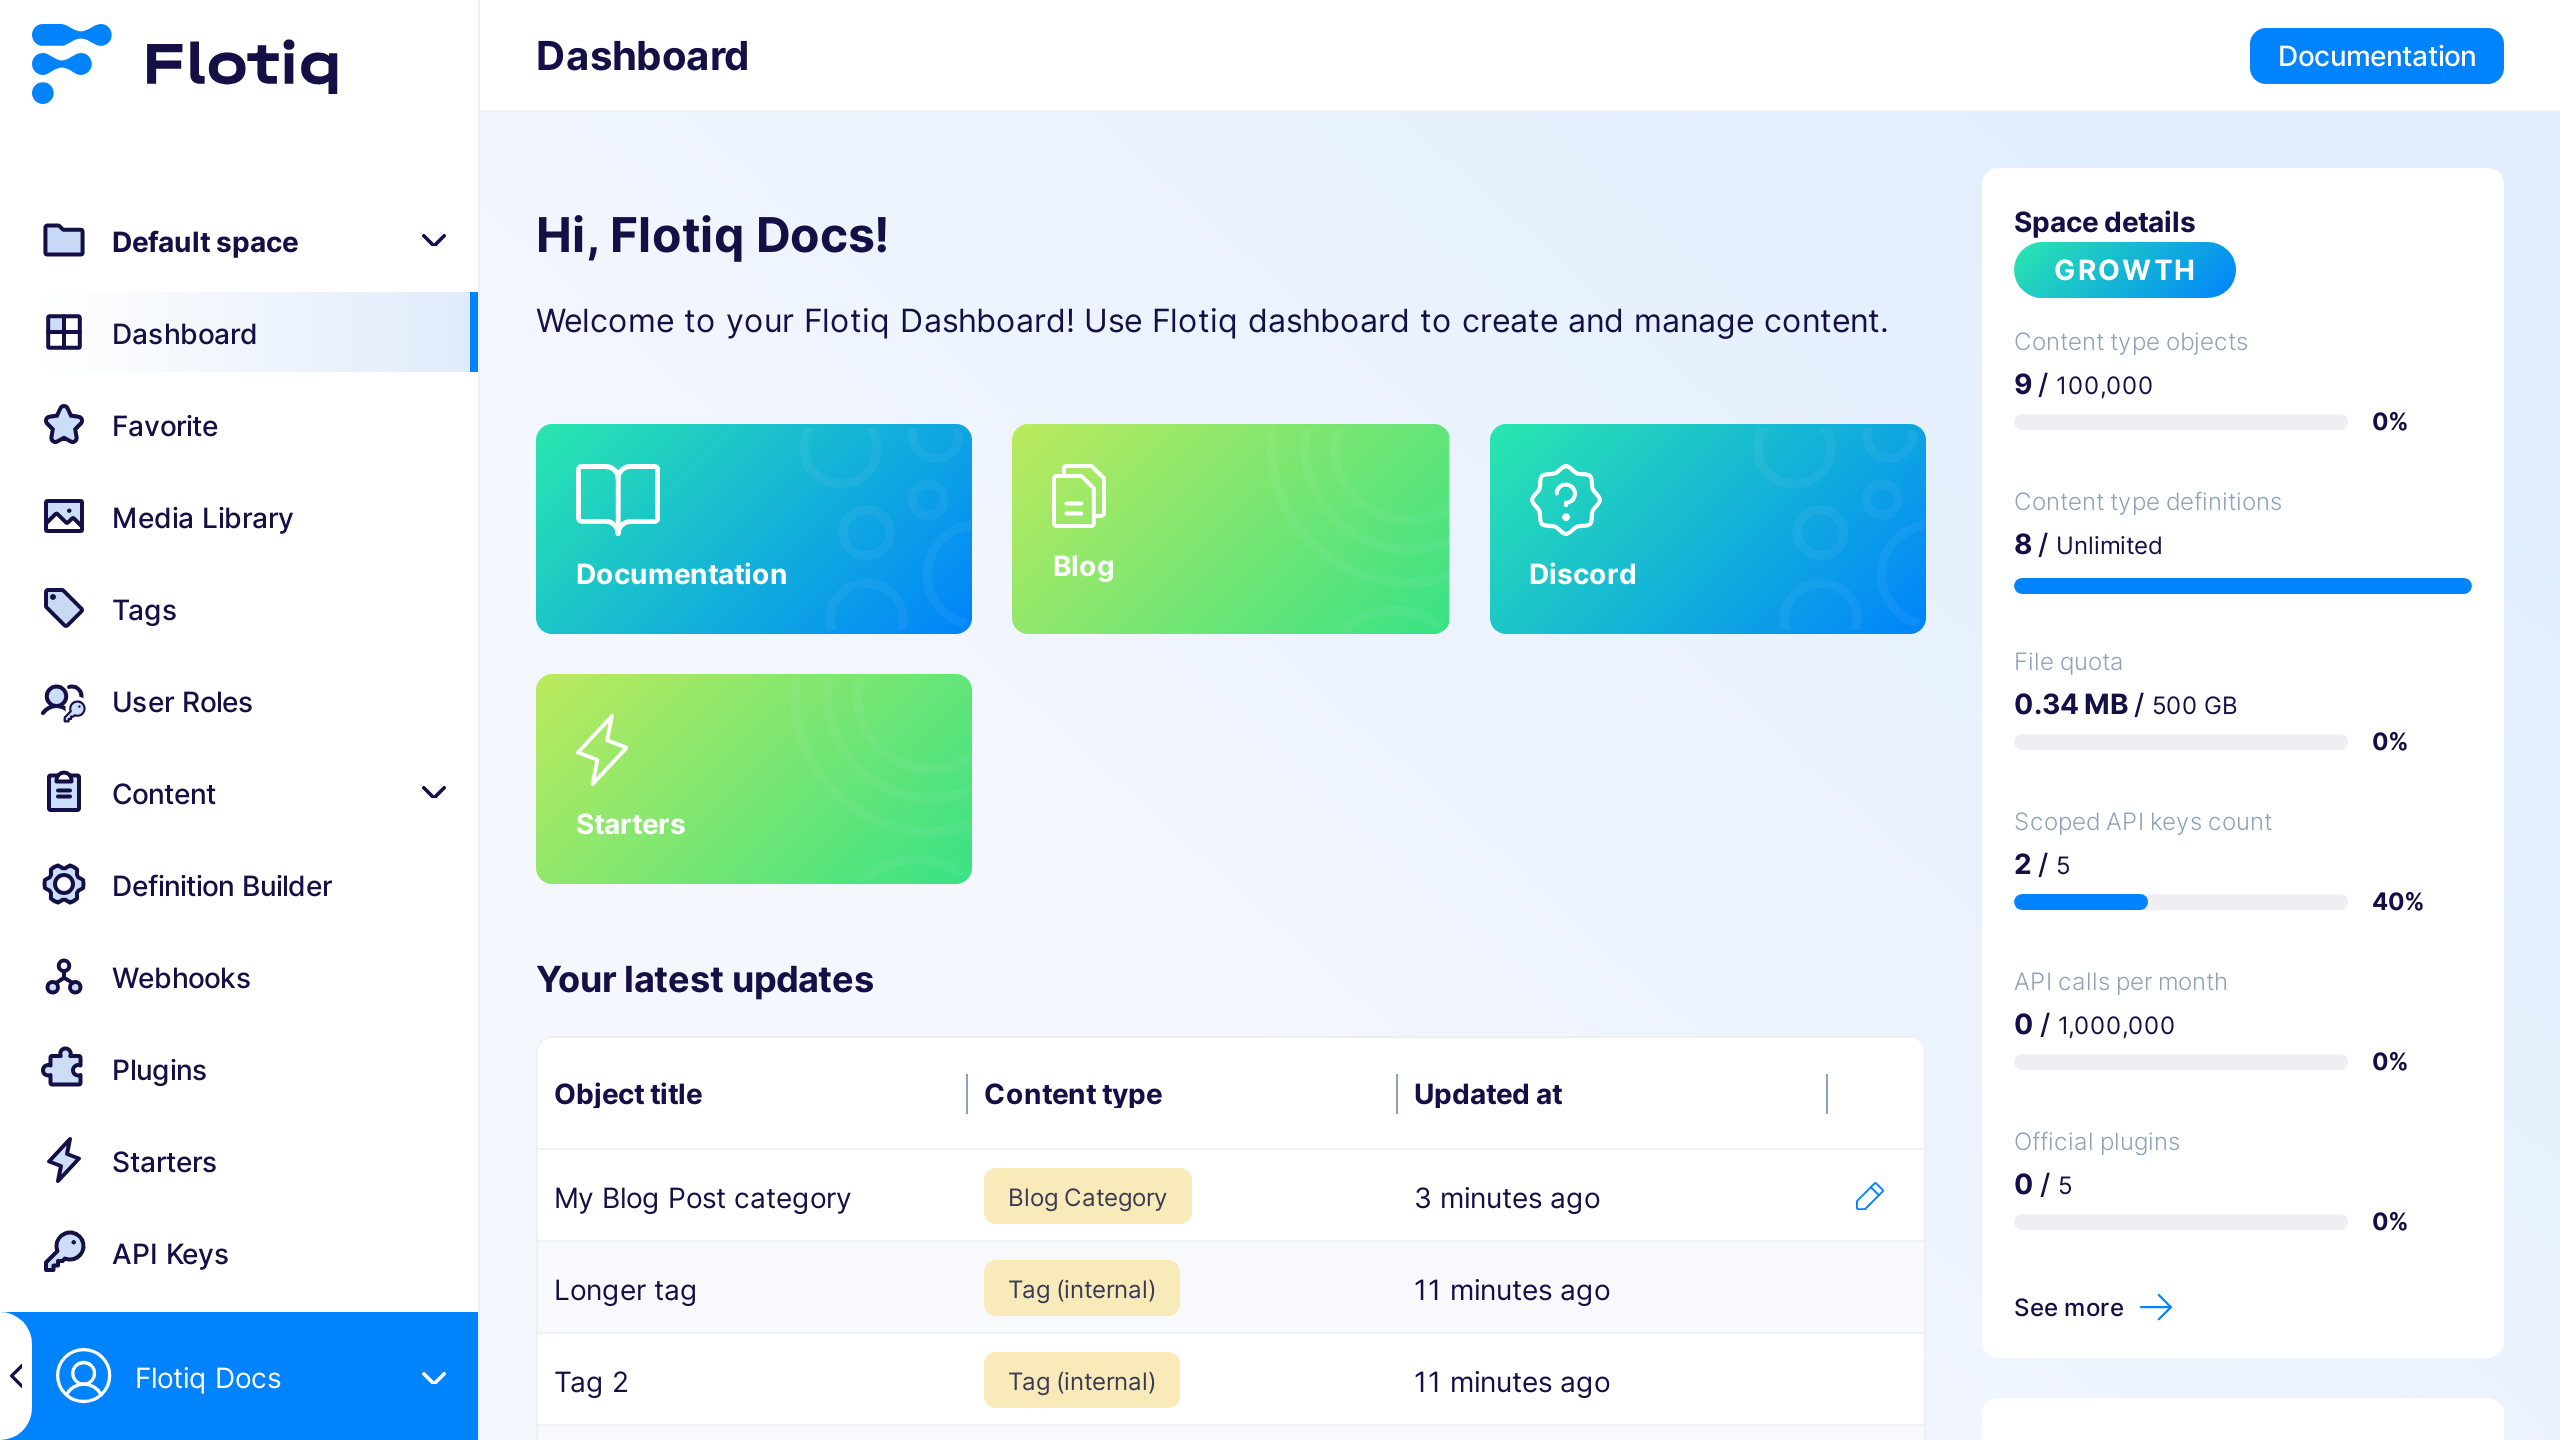 Flotiq
Default space
Dashboard
Favorite
Media Library
Tags
User Roles
Content
Definition Builder
Webhooks
Plugins
Starters
API Keys
Flotiq Docs
Dashboard
Documentation
Hi, Flotiq Docs!
Welcome to your Flotiq Dashboard! Use Flotiq dashboard to create and manage content.
Documentation
Blog
Discord
Starters
Your latest updates
Object title Content type Updated at
My Blog Post category Blog Category 3 minutes ago
Longer tag Tag (internal) 11 minutes ago
Tag 2 Tag (internal) 11 minutes ago
Space details
GROWTH
Content type objects
9 / 100,000
0%
Content type definitions
8 / Unlimited
File quota
0.34 MB / 500 GB
0%
Scoped API keys count
2 / 5
40%
API calls per month
0 / 1,000,000
0%
Official plugins
0 / 5
0%
See more